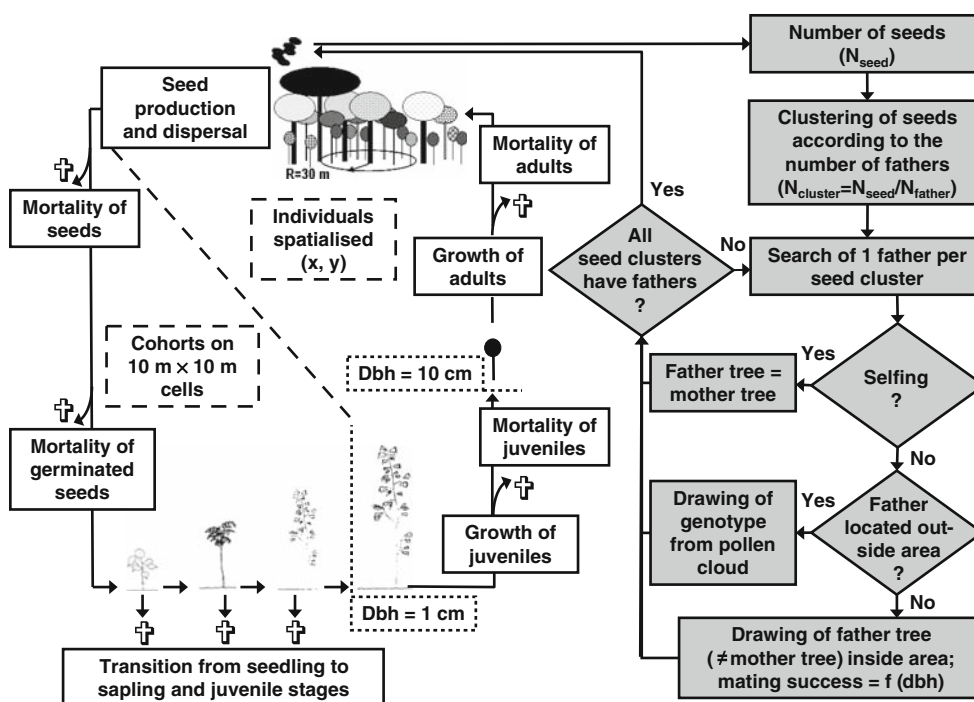 Seed
production
and dispersal
Mortality of
seeds
Cohorts on
10 m × 10 m
cells
Mortality of
germinated
seeds
Transition from seedling to
sapling and juvenile stages
Dbh = 1 cm
Growth of
juveniles
Mortality of
juveniles
Dbh = 10 cm
Growth of
adults
Mortality
of adults
R=30 m
Individuals
spatialised
(x, y)
Number of seeds
(Nseed)
Clustering of seeds
according to the
number of fathers
(Ncluster=Nseed/Nfather)
Search of 1 father per
seed cluster
Selfing
?
Yes
Father tree =
mother tree
No
Father
located out-
side area
?
Yes
Drawing of
genotype
from pollen
cloud
No
Drawing of father tree
(≠mother tree) inside area;
mating success = f (dbh)
All
seed clusters
have fathers
?
Yes
No